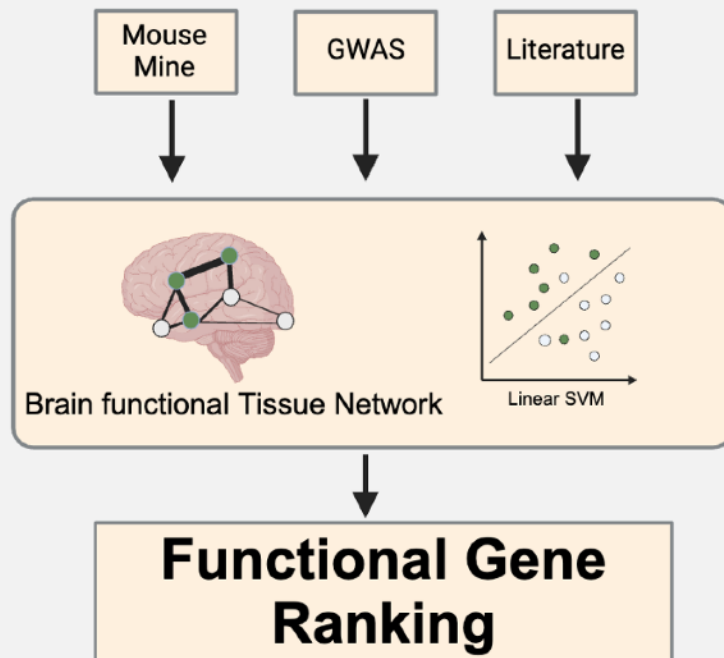 Mouse
Mine
GWAS
Literature
Brain functional Tissue Network
Linear SVM
Functional Gene
Ranking